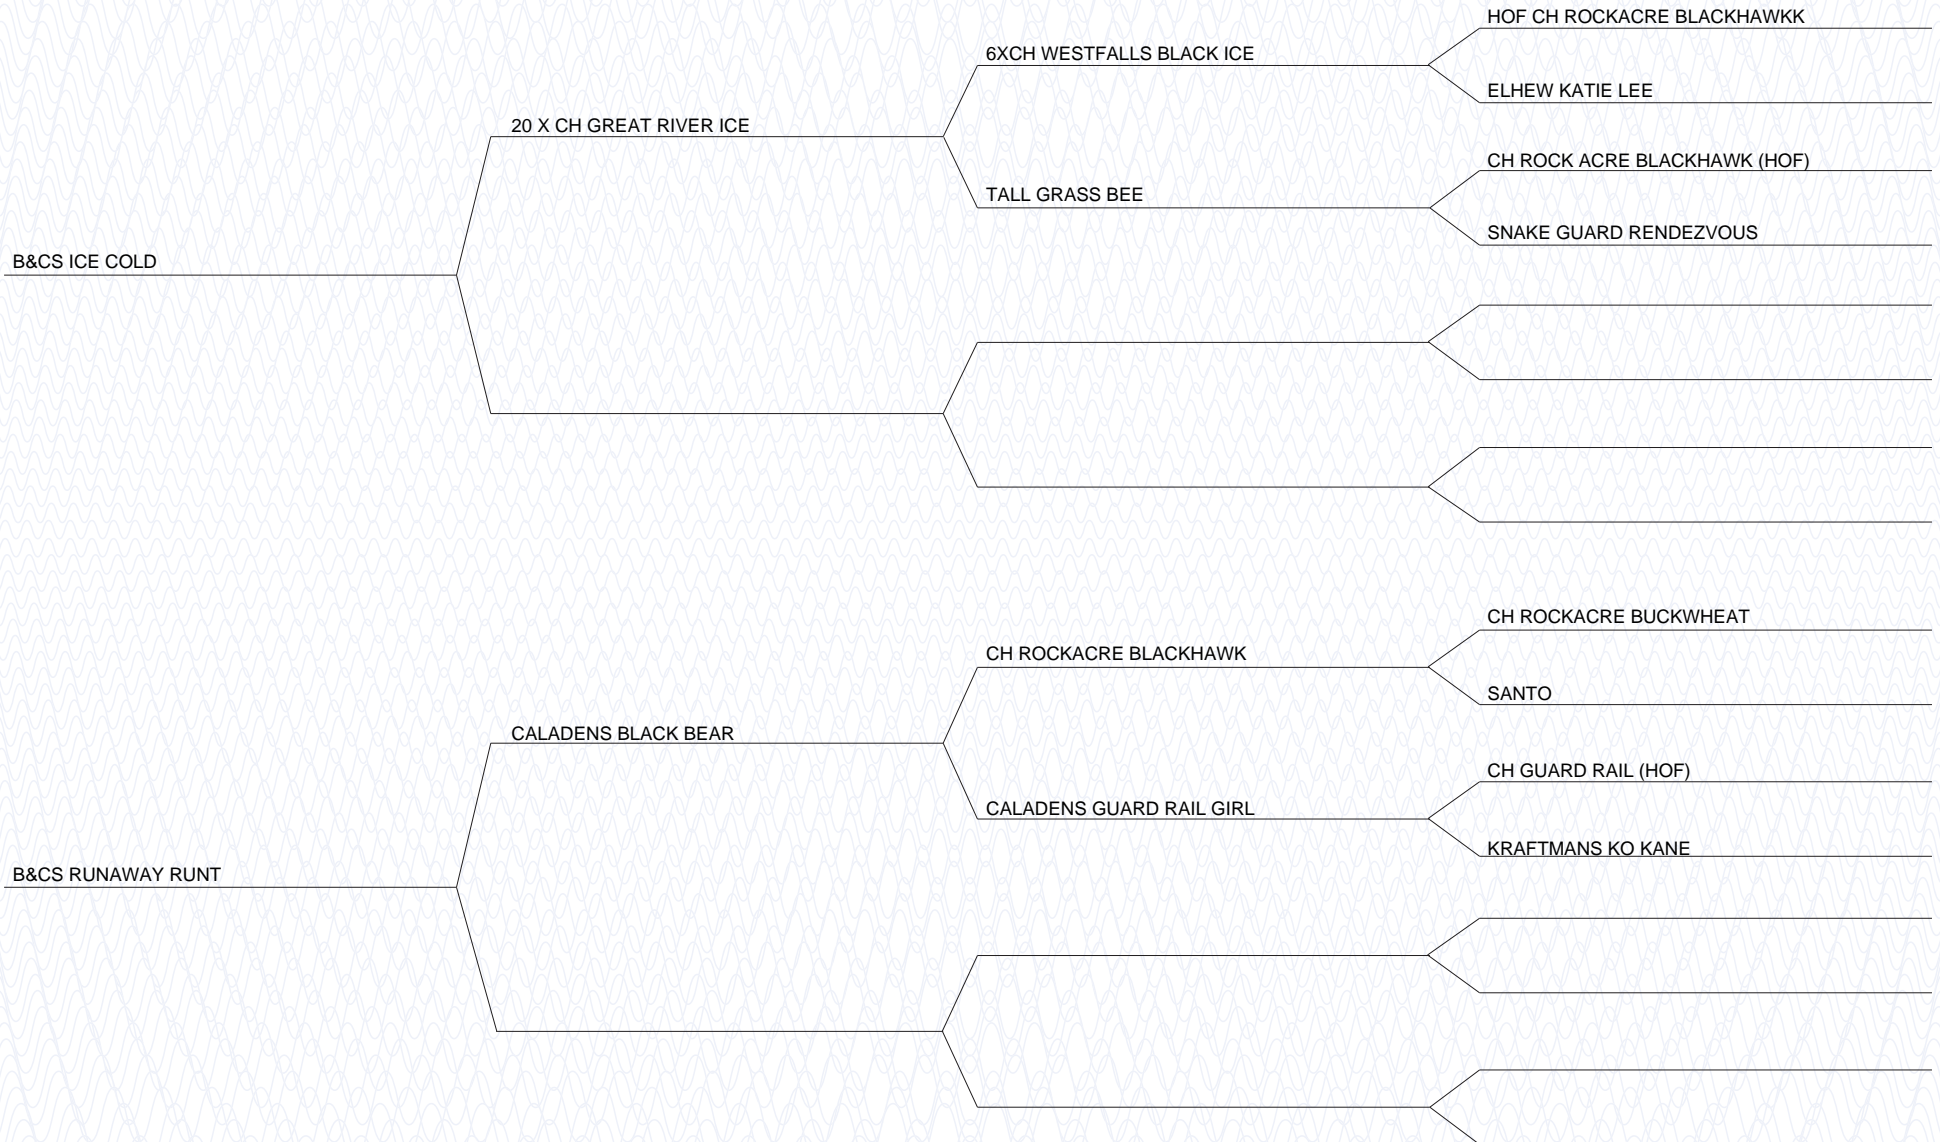 HOF CH ROCKACRE BLACKHAWKK
6XCH WESTFALLS BLACK ICE
ELHEW KATIE LEE
20 X CH GREAT RIVER ICE
CH ROCK ACRE BLACKHAWK (HOF)
TALL GRASS BEE
SNAKE GUARD RENDEZVOUS
B&CS ICE COLD
CH ROCKACRE BUCKWHEAT
CH ROCKACRE BLACKHAWK
SANTO
CALADENS BLACK BEAR
CH GUARD RAIL (HOF)
CALADENS GUARD RAIL GIRL
KRAFTMANS KO KANE
B&CS RUNAWAY RUNT